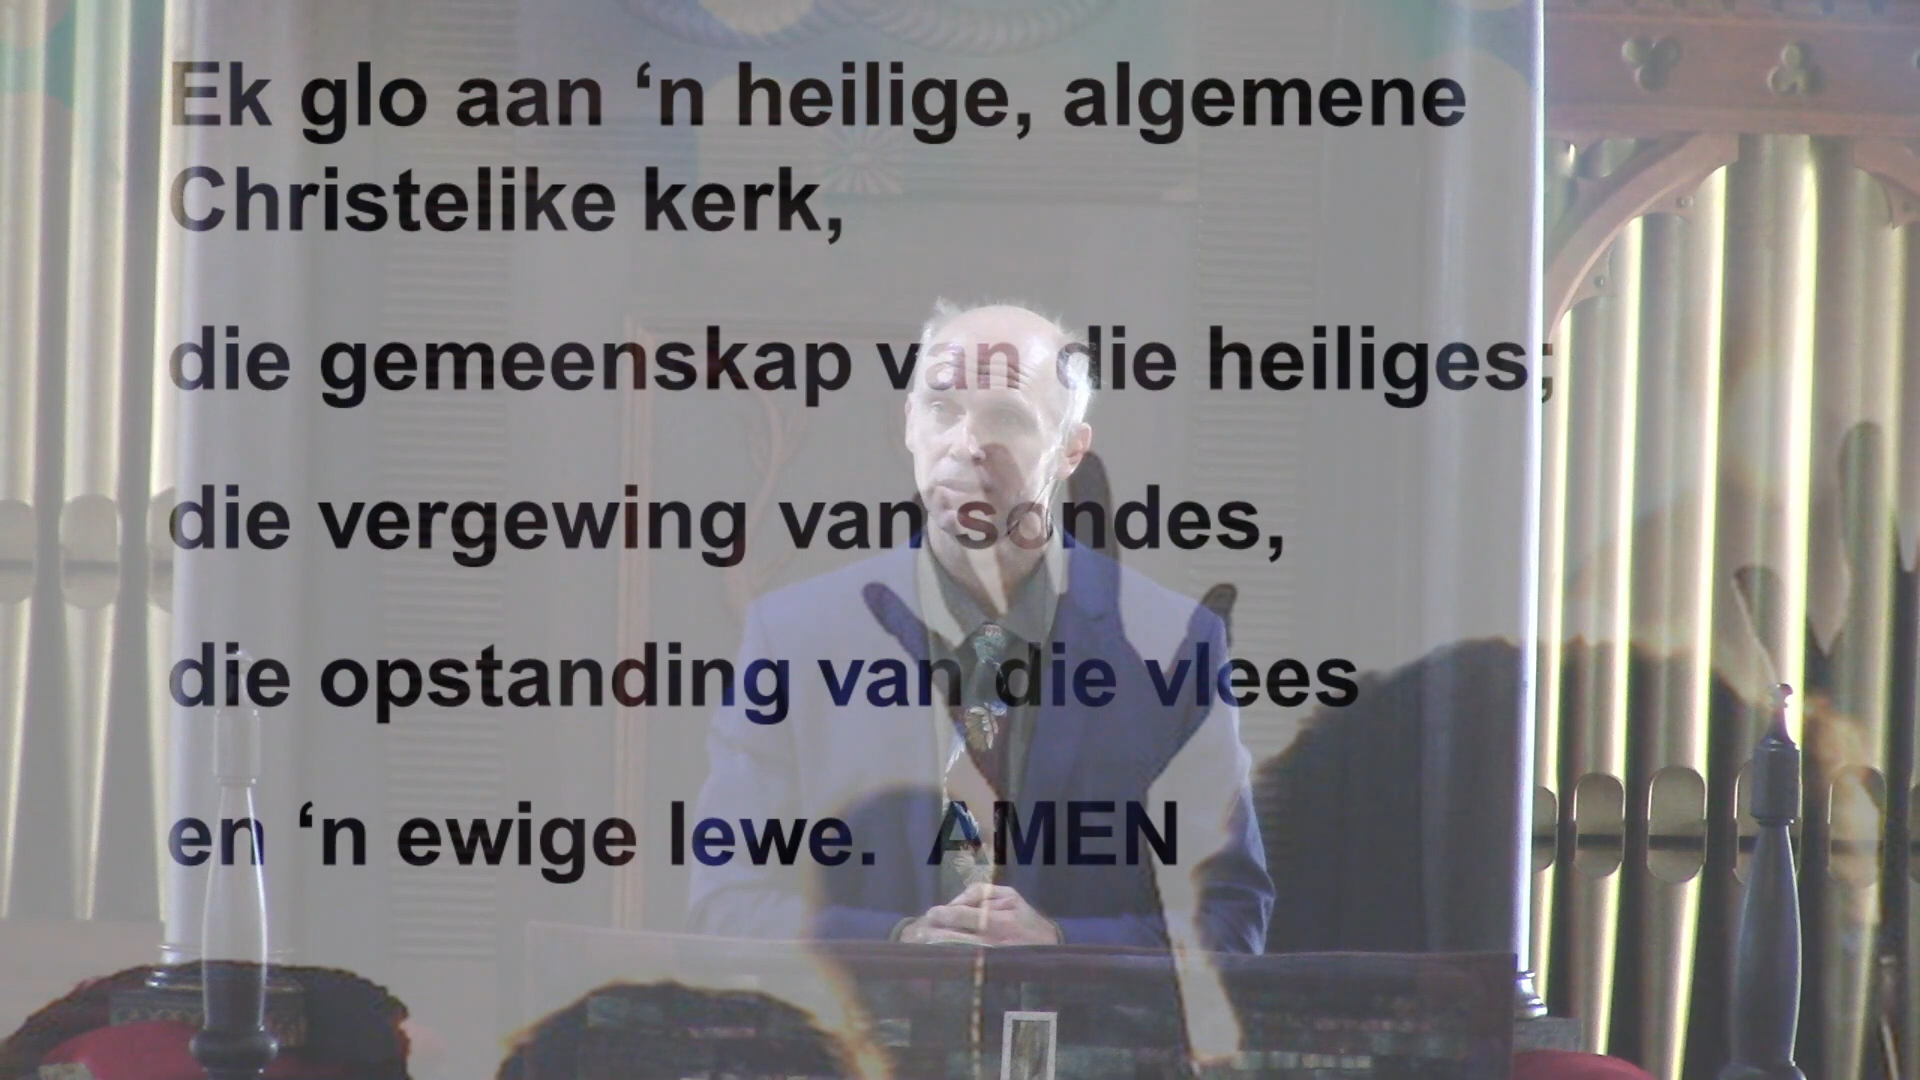 Ek glo aan ‘n heilige, algemene
Christelike kerk,
die gemeenskap van die heiliges;
die vergewing van sondes,
die opstanding van die vlees
en ‘n ewige lewe. AMEN